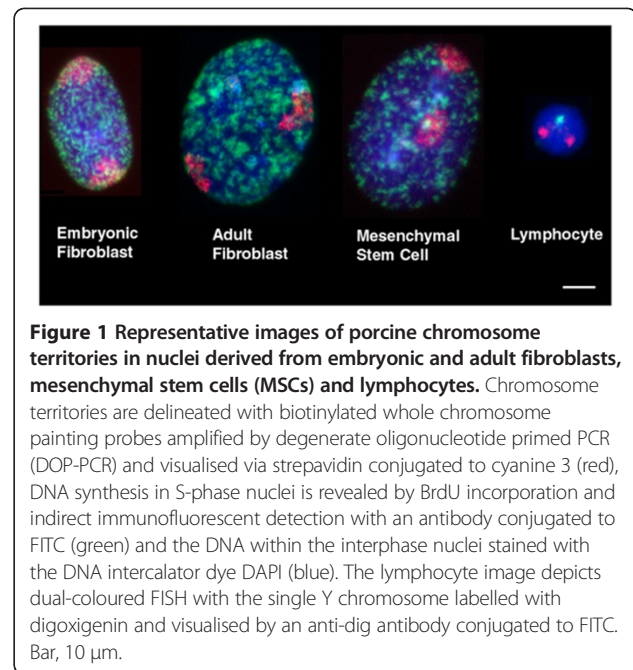 Embryonic Fibroblast
Adult Fibroblast
Mesenchymal Stem Cell
Lymphocyte
Figure 1 Representative images of porcine chromosome
territories in nuclei derived from embryonic and adult fibroblasts,
mesenchymal stem cells (MSCs) and lymphocytes. Chromosome
territories are delineated with biotinylated whole chromosome
painting probes amplified by degenerate oligonucleotide primed PCR
(DOP-PCR) and visualised via strepavidin conjugated to cyanine 3 (red),
DNA synthesis in S-phase nuclei is revealed by BrdU incorporation and
indirect immunofluorescent detection with an antibody conjugated to
FITC (green) and the DNA within the interphase nuclei stained with
the DNA intercalator dye DAPI (blue). The lymphocyte image depicts
dual-coloured FISH with the single Y chromosome labelled with
digoxigenin and visualised by an anti-dig antibody conjugated to FITC.
Bar, 10 μm.